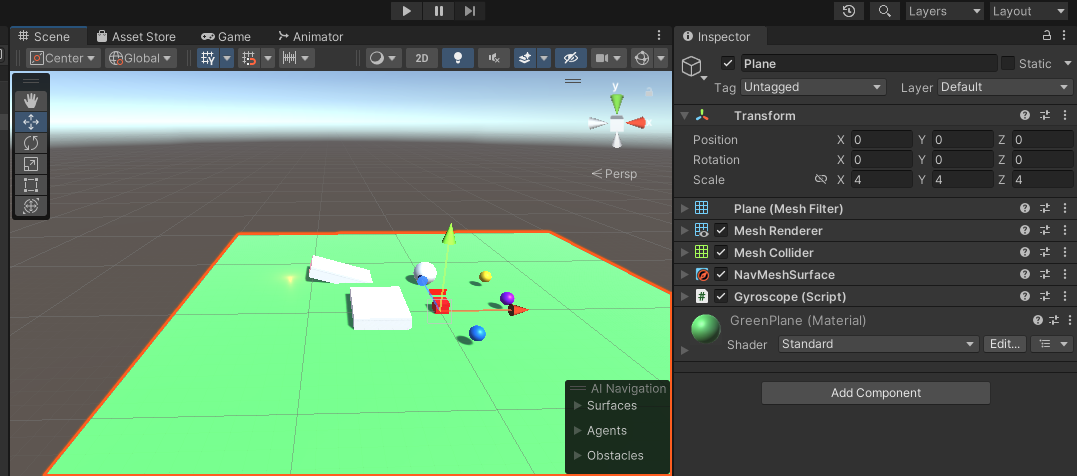 Layers Layout
Scene Asset Store Game Animator
Center Global 2D
y
x
Persp
AI Navigation
Surfaces
Agents
Obstacles
Inspector
Plane Static
Tag Untagged Layer Default
Transform
Position X 0 Y 0 Z 0
Rotation X 0 Y 0 Z 0
Scale X 4 Y 4 Z 4
Plane (Mesh Filter)
Mesh Renderer
Mesh Collider
NavMeshSurface
# Gyroscope (Script)
GreenPlane (Material)
Shader Standard Edit...
Add Component